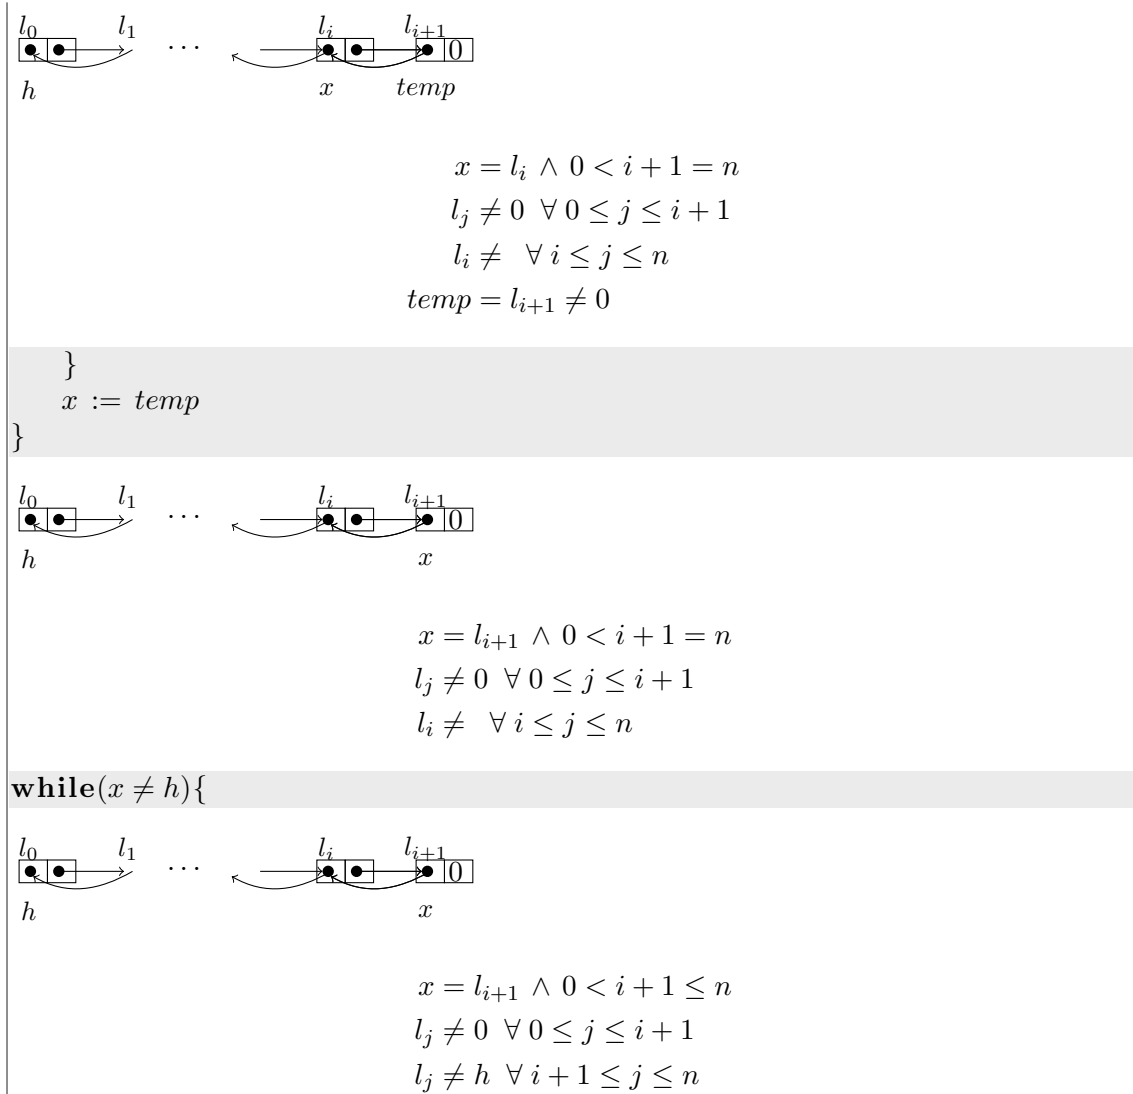 l₀ l₁ ⋯ lᵢ lᵢ₊₁
0
h x temp
x = lᵢ ∧ 0 < i + 1 = n
lⱼ ≠ 0 ∀ 0 ≤ j ≤ i + 1
lᵢ ≠ ∀ i ≤ j ≤ n
temp = lᵢ₊₁ ≠ 0
}
x := temp
}
l₀ l₁ ⋯ lᵢ lᵢ₊₁
0
h x
x = lᵢ₊₁ ∧ 0 < i + 1 = n
lⱼ ≠ 0 ∀ 0 ≤ j ≤ i + 1
lᵢ ≠ ∀ i ≤ j ≤ n
while(x ≠ h){
l₀ l₁ ⋯ lᵢ lᵢ₊₁
0
h x
x = lᵢ₊₁ ∧ 0 < i + 1 ≤ n
lⱼ ≠ 0 ∀ 0 ≤ j ≤ i + 1
lⱼ ≠ h ∀ i + 1 ≤ j ≤ n